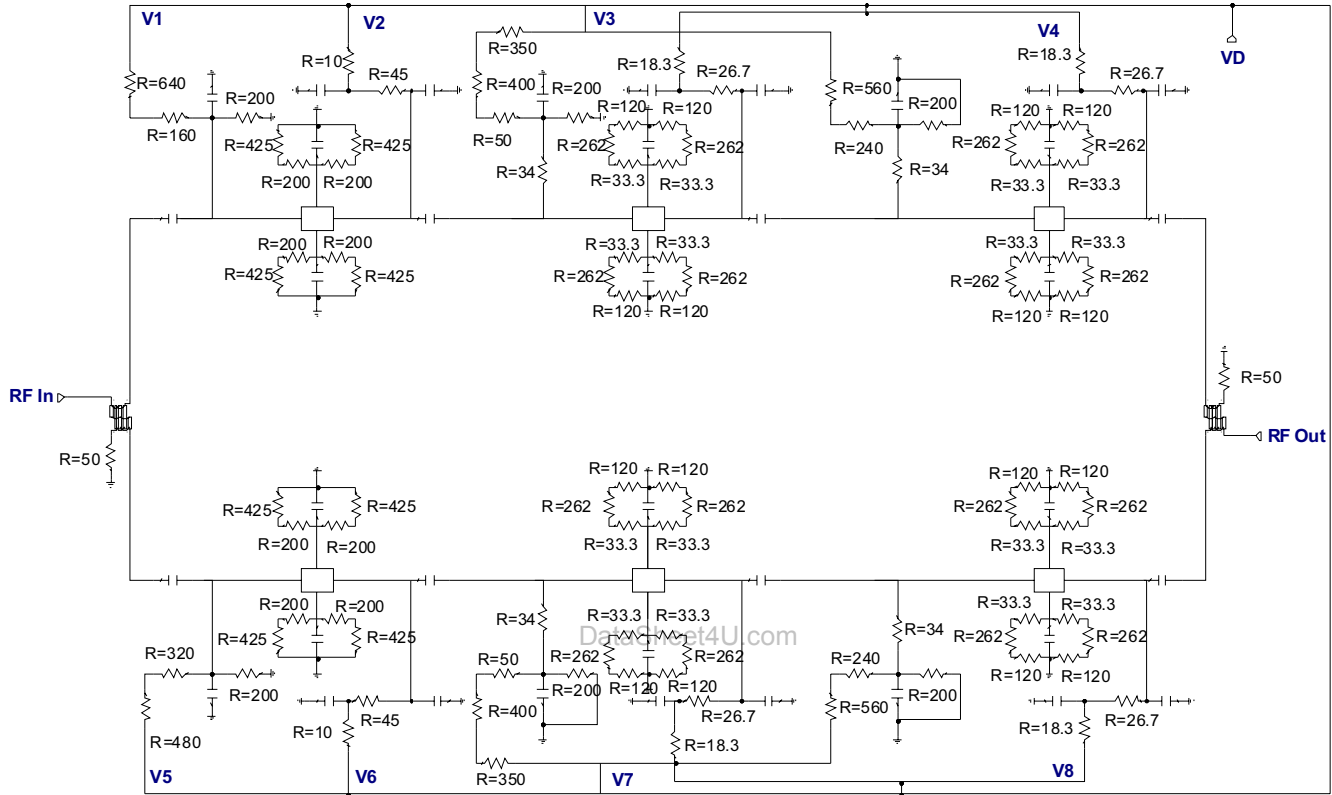 V1
V2
V3
V4
VD
R=350
R=10
R=18.3
R=18.3
R=640
R=45
R=400
R=26.7
R=560
R=26.7
R=200
R=200
R=120
R=120
R=200
R=120
R=120
R=160
R=425
R=425
R=50
R=262
R=262
R=240
R=262
R=262
R=200
R=200
R=34
R=33.3
R=33.3
R=34
R=33.3
R=33.3
R=200
R=200
R=33.3
R=33.3
R=33.3
R=33.3
R=425
R=425
R=262
R=262
R=262
R=262
R=120
R=120
R=120
R=120
RF In
R=50
R=50
RF Out
R=120
R=120
R=120
R=120
R=425
R=425
R=262
R=262
R=262
R=262
R=200
R=200
R=33.3
R=33.3
R=33.3
R=33.3
R=200
R=200
R=34
R=33.3
R=33.3
R=34
R=33.3
R=33.3
DataSheet4U.com
R=425
R=425
R=262
R=262
R=320
R=50
R=262
R=262
R=240
R=200
R=200
R=120
R=120
R=200
R=120
R=120
R=480
R=10
R=45
R=400
R=26.7
R=560
R=18.3
R=26.7
R=18.3
R=350
V5
V6
V7
V8